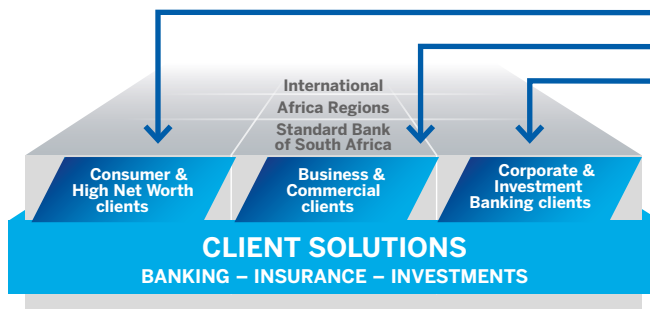 International
Africa Regions
Standard Bank
of South Africa
Consumer &
High Net Worth
clients
Business &
Commercial
clients
Corporate &
Investment
Banking clients
CLIENT SOLUTIONS
BANKING – INSURANCE – INVESTMENTS